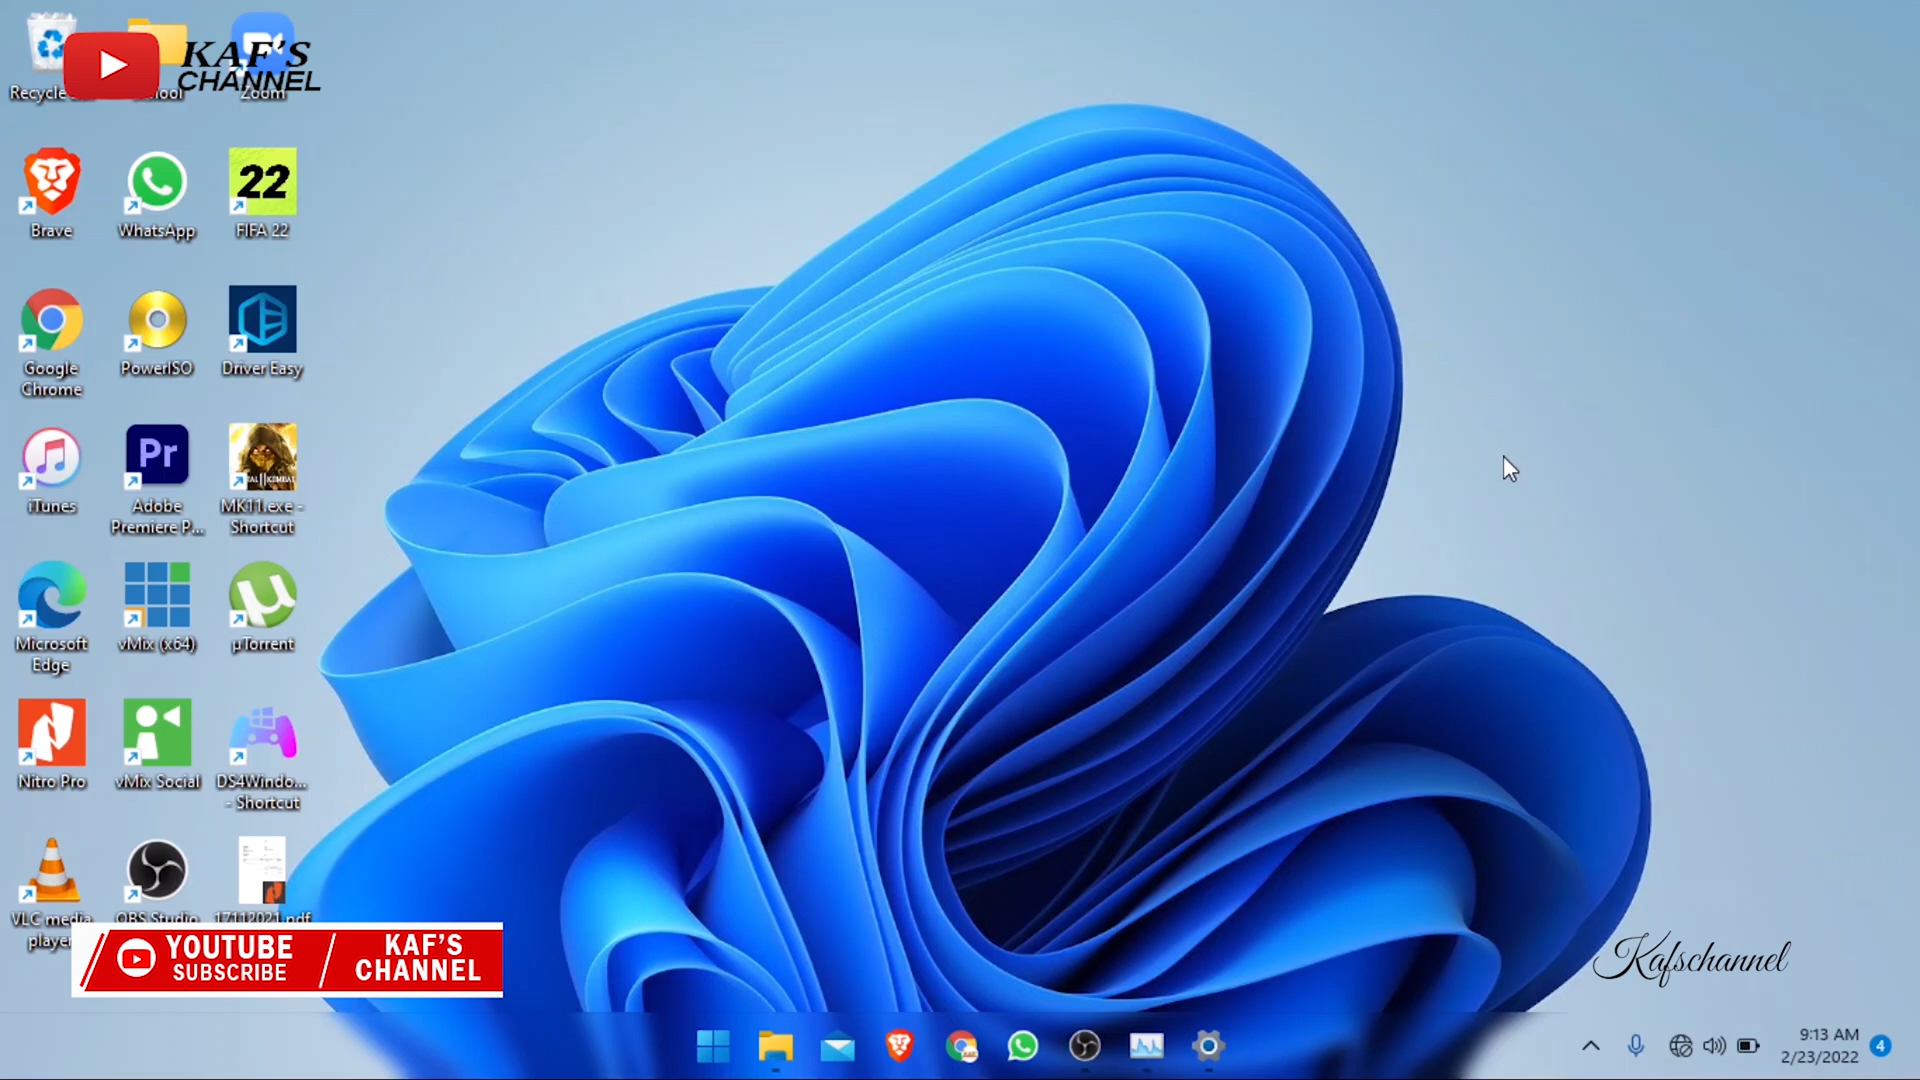 KAF'S
CHANNEL
Recycle
Zoom
Brave
WhatsApp
22
FIFA 22
Google
Chrome
PowerISO
Driver Easy
iTunes
Pr
Adobe
Premiere P...
MK11.exe -
Shortcut
Microsoft
Edge
vMix (x64)
µ
µTorrent
Nitro Pro
vMix Social
DS4Windo...
- Shortcut
VLC media
player
OBS Studio
17112021.pdf
YOUTUBE
SUBSCRIBE
KAF'S
CHANNEL
Kafschannel
9:13 AM
2/23/2022
4